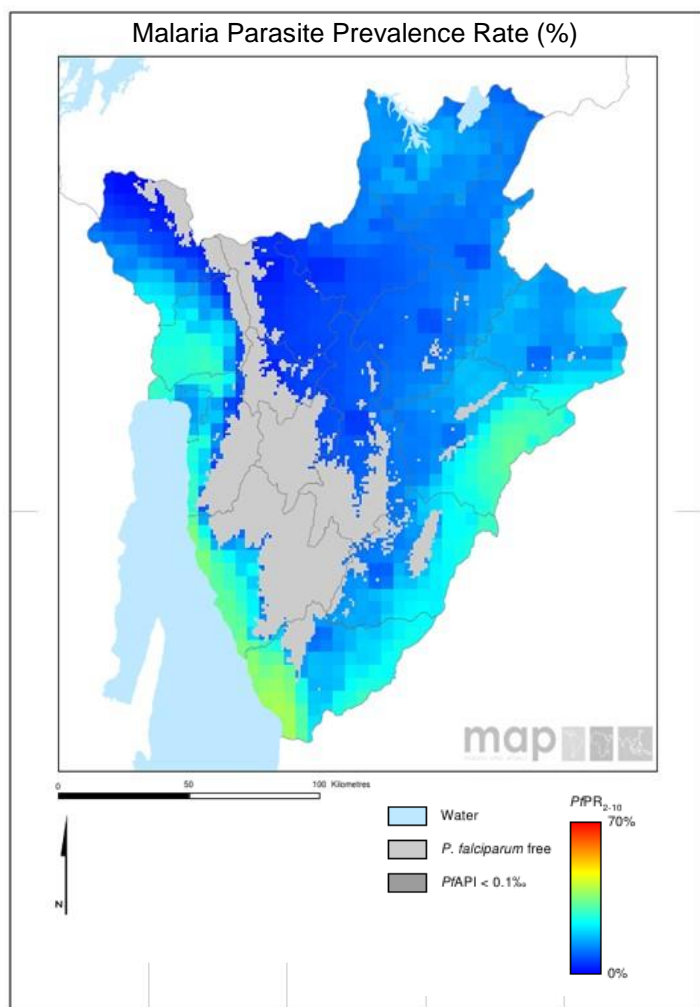 Malaria Parasite Prevalence Rate (%)
map
0 50 100 Kilometres
N
Water
P. falciparum free
PfAPI < 0.1‰
PfPR2-10
70%
0%